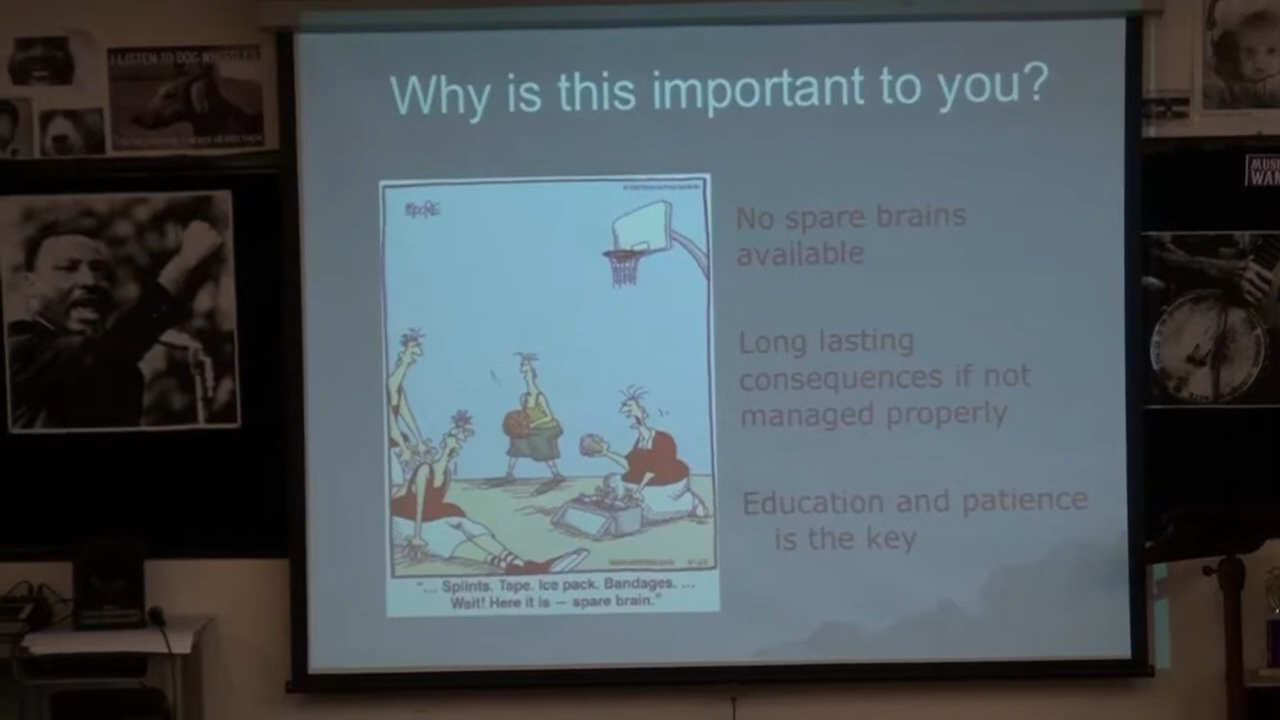 I LISTEN TO DOG WHISTLES
Why is this important to you?
No spare brains
available
Long lasting
consequences if not
managed properly
Education and patience
is the key
"... Splints. Tape. Ice pack. Bandages. ...
Wait! Here it is — spare brain."